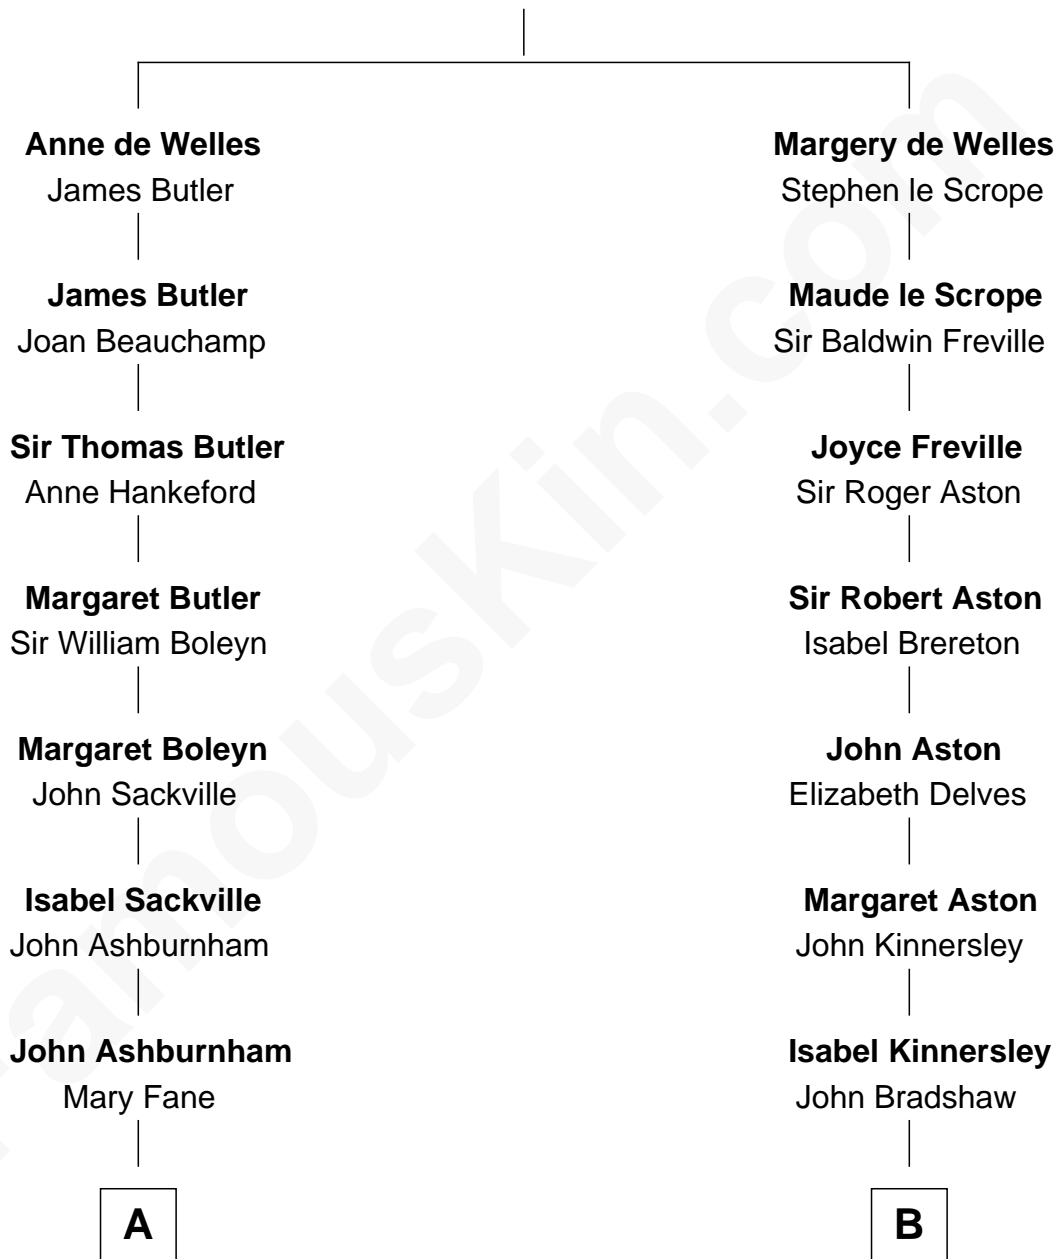 Anne de Welles
James Butler
James Butler
Joan Beauchamp
Sir Thomas Butler
Anne Hankeford
Margaret Butler
Sir William Boleyn
Margaret Boleyn
John Sackville
Isabel Sackville
John Ashburnham
John Ashburnham
Mary Fane
A
Margery de Welles
Stephen le Scrope
Maude le Scrope
Sir Baldwin Freville
Joyce Freville
Sir Roger Aston
Sir Robert Aston
Isabel Brereton
John Aston
Elizabeth Delves
Margaret Aston
John Kinnersley
Isabel Kinnersley
John Bradshaw
B
FamousKin.com